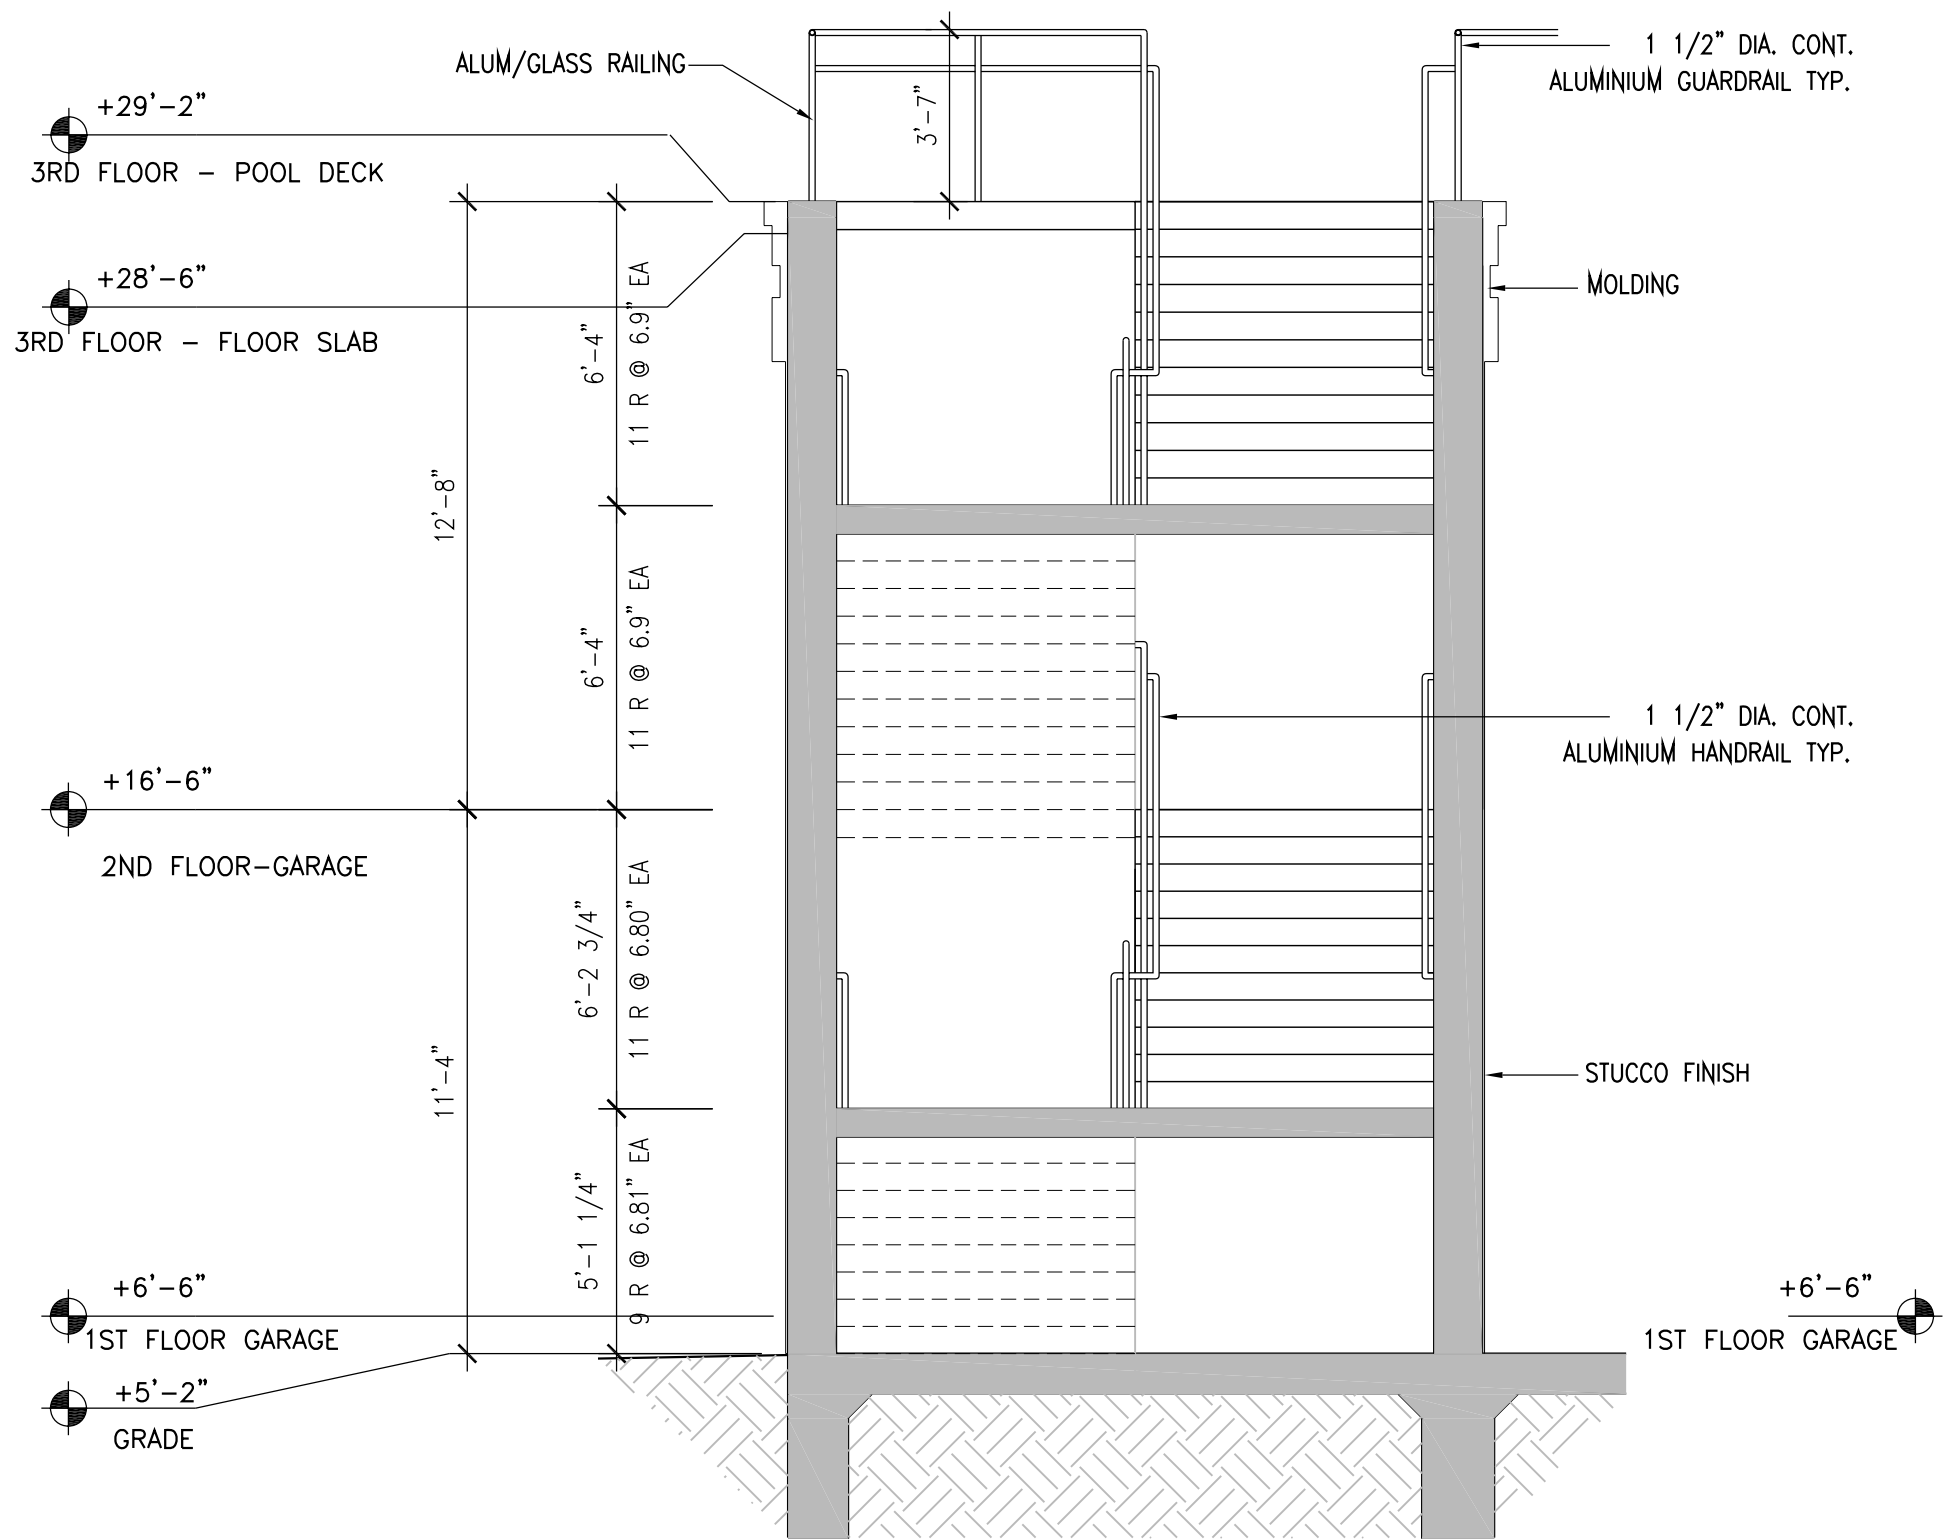 ALUM/GLASS RAILING
1 1/2" DIA. CONT.
ALUMINIUM GUARDRAIL TYP.
+29'-2"
3RD FLOOR - POOL DECK
3'-7"
+28'-6"
3RD FLOOR - FLOOR SLAB
MOLDING
6'-4"
11 R @ 6.9" EA
12'-8"
6'-4"
11 R @ 6.9" EA
1 1/2" DIA. CONT.
ALUMINIUM HANDRAIL TYP.
+16'-6"
2ND FLOOR-GARAGE
6'-2 3/4"
11 R @ 6.80" EA
11'-4"
STUCCO FINISH
5'-1 1/4"
9 R @ 6.81" EA
+6'-6"
1ST FLOOR GARAGE
+6'-6"
1ST FLOOR GARAGE
+5'-2"
GRADE